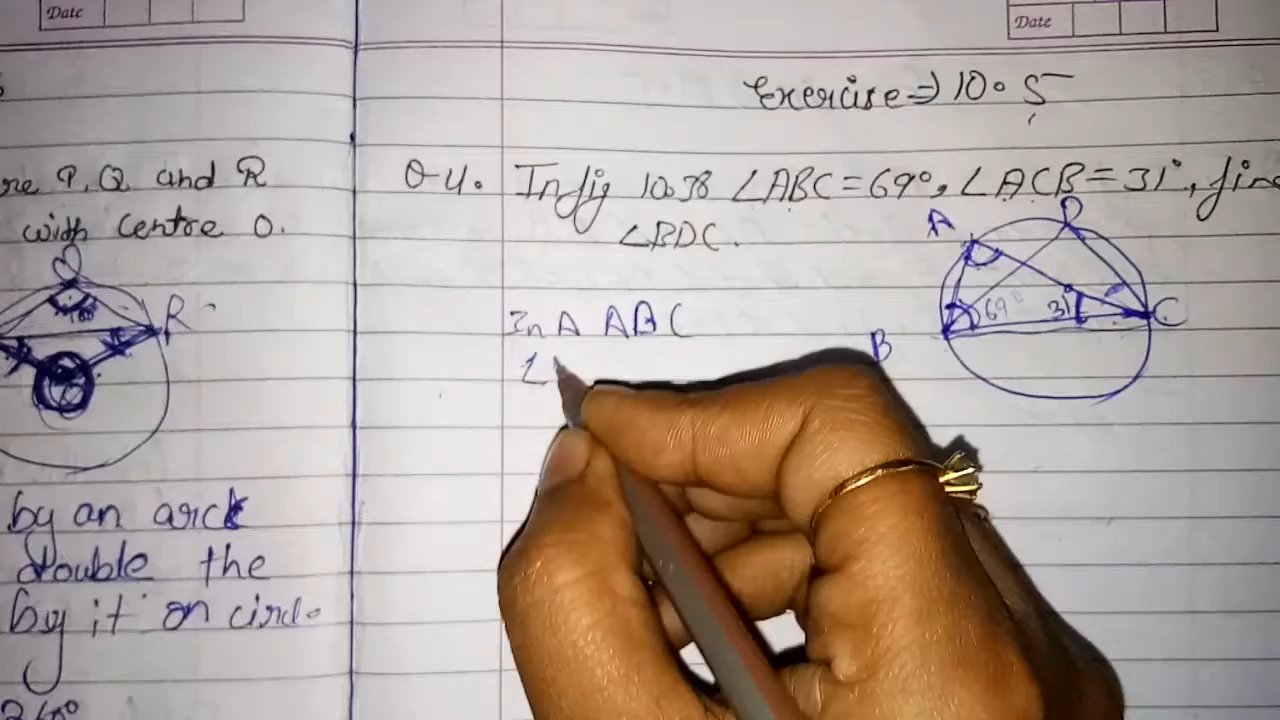 Date
Date
Exercise ⇒ 10.5
re P, Q and R
with Centre O.
Q
R
by an arc
double the
by it on circle
Q4. In fig 10.38 ∠ABC = 69°, ∠ACB = 31°, find
∠BDC.
A
D
69°
31°
C
B
In Δ ABC
∠